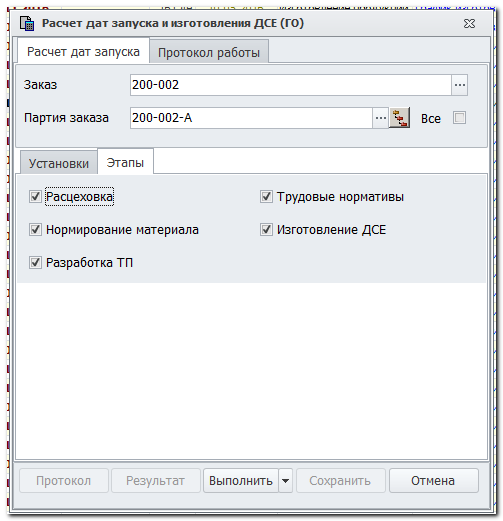 Расчет дат запуска и изготовления ДСЕ (ГО)
Расчет дат запуска Протокол работы
Заказ 200-002 ...
Партия заказа 200-002-А ... Все
Установки Этапы
Расцеховка Трудовые нормативы
Нормирование материала Изготовление ДСЕ
Разработка ТП
Протокол Результат Выполнить Сохранить Отмена